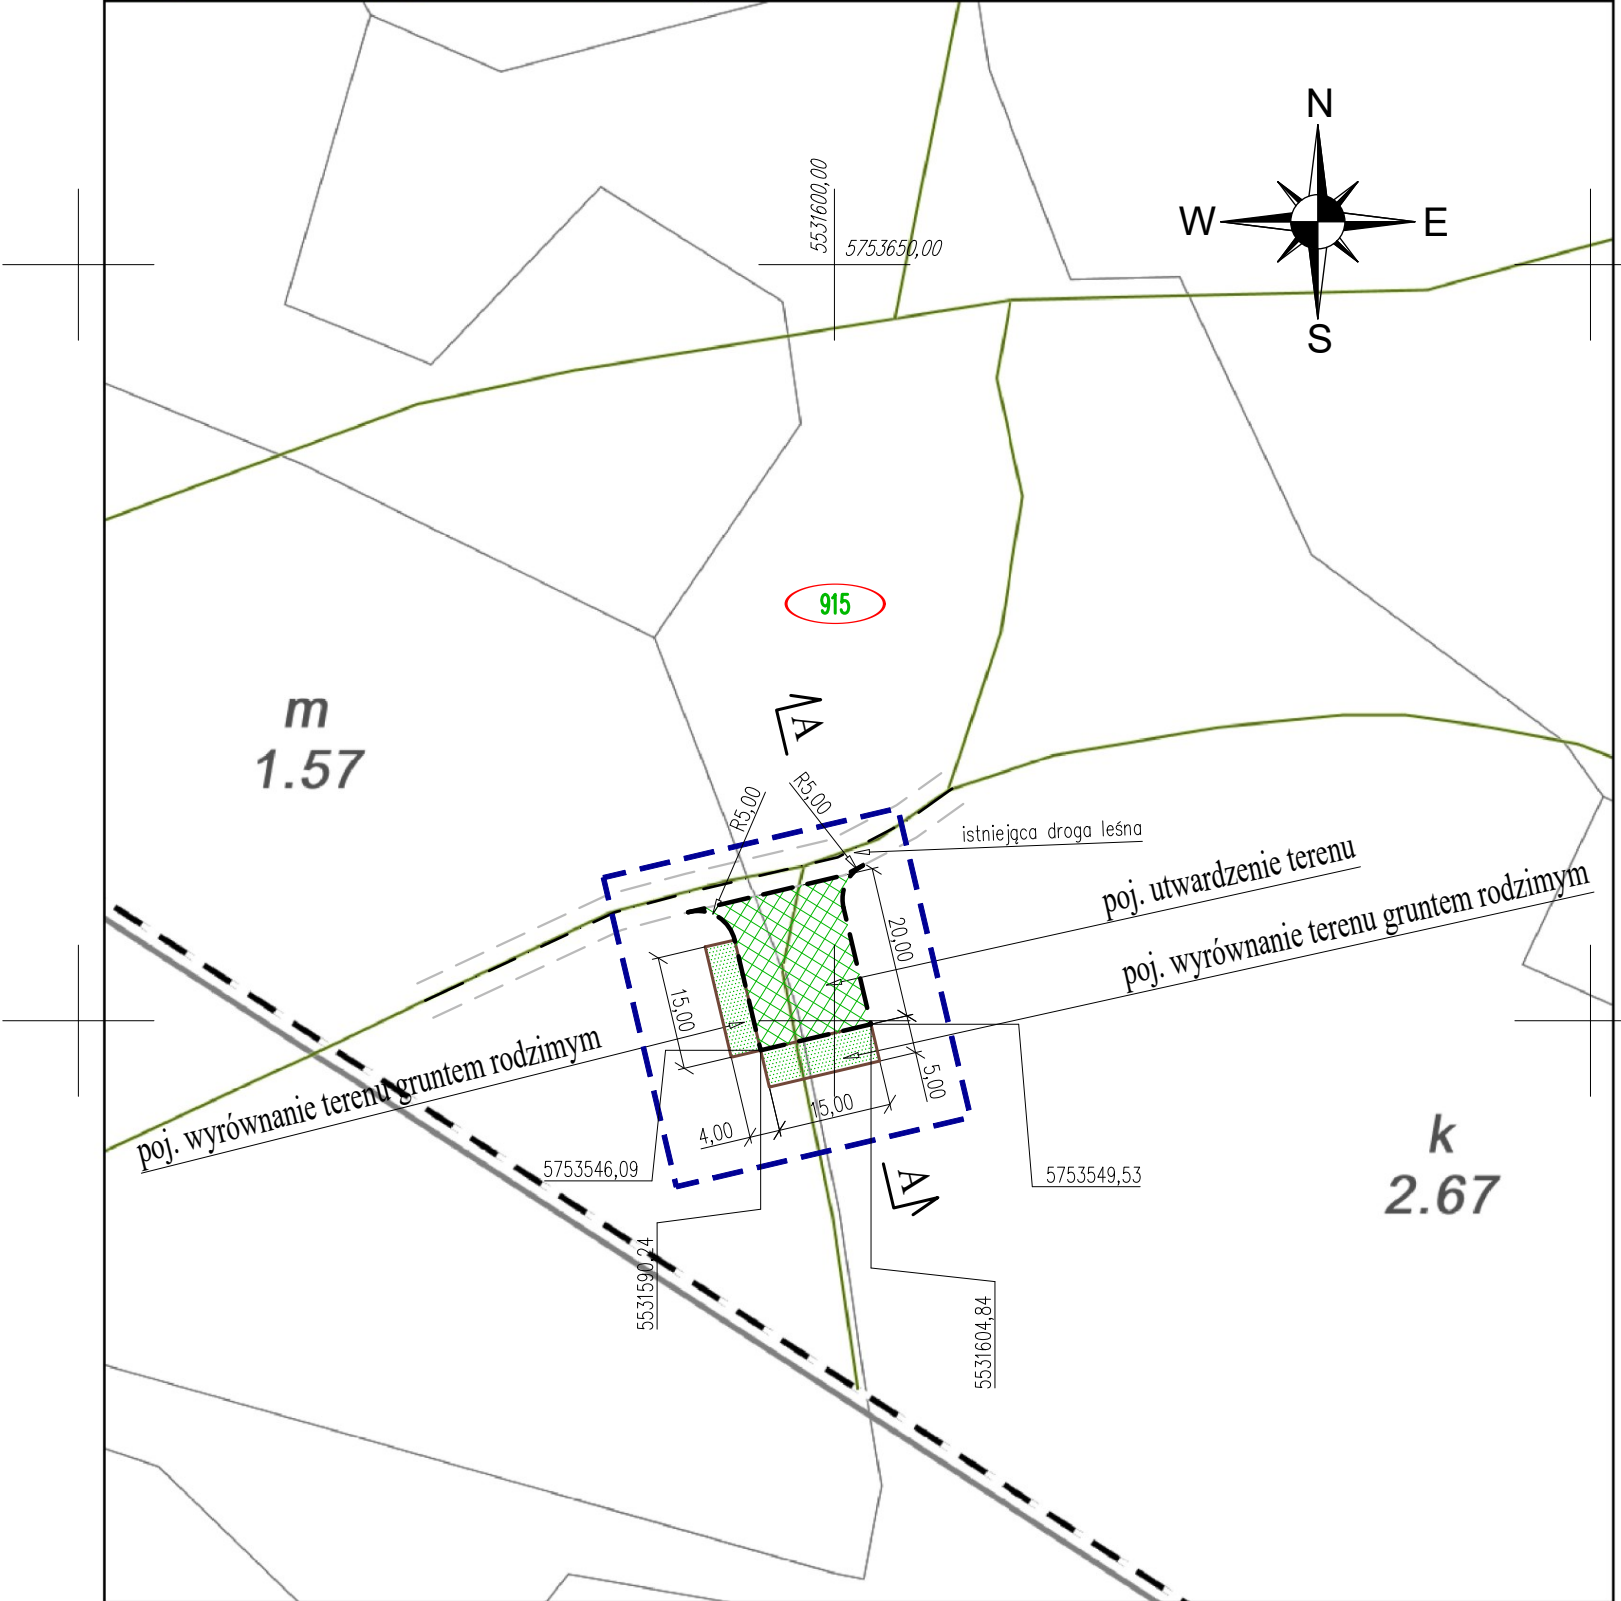 N
W
E
S
5531600,00
5753650,00
915
m
1.57
A
R5,00
R5,00
istniejąca droga leśna
poj. utwardzenie terenu
poj. wyrównanie terenu gruntem rodzimym
20,00
15,00
poj. wyrównanie terenu gruntem rodzimym
5,00
15,00
4,00
5753546,09
5753549,53
A
k
2.67
5531590,24
5531604,84